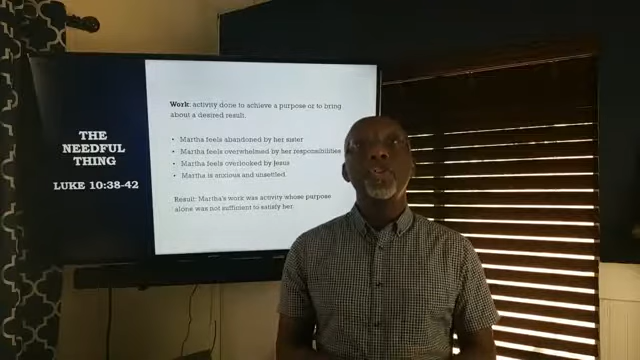 THE
NEEDFUL
THING
LUKE 10:38-42
Work: activity done to achieve a purpose or to bring
about a desired result.
• Martha feels abandoned by her sister
• Martha feels overwhelmed by her responsibilities
• Martha feels overlooked by Jesus
• Martha is anxious and unsettled.
Result: Martha's work was activity whose purpose
alone was not sufficient to satisfy her.